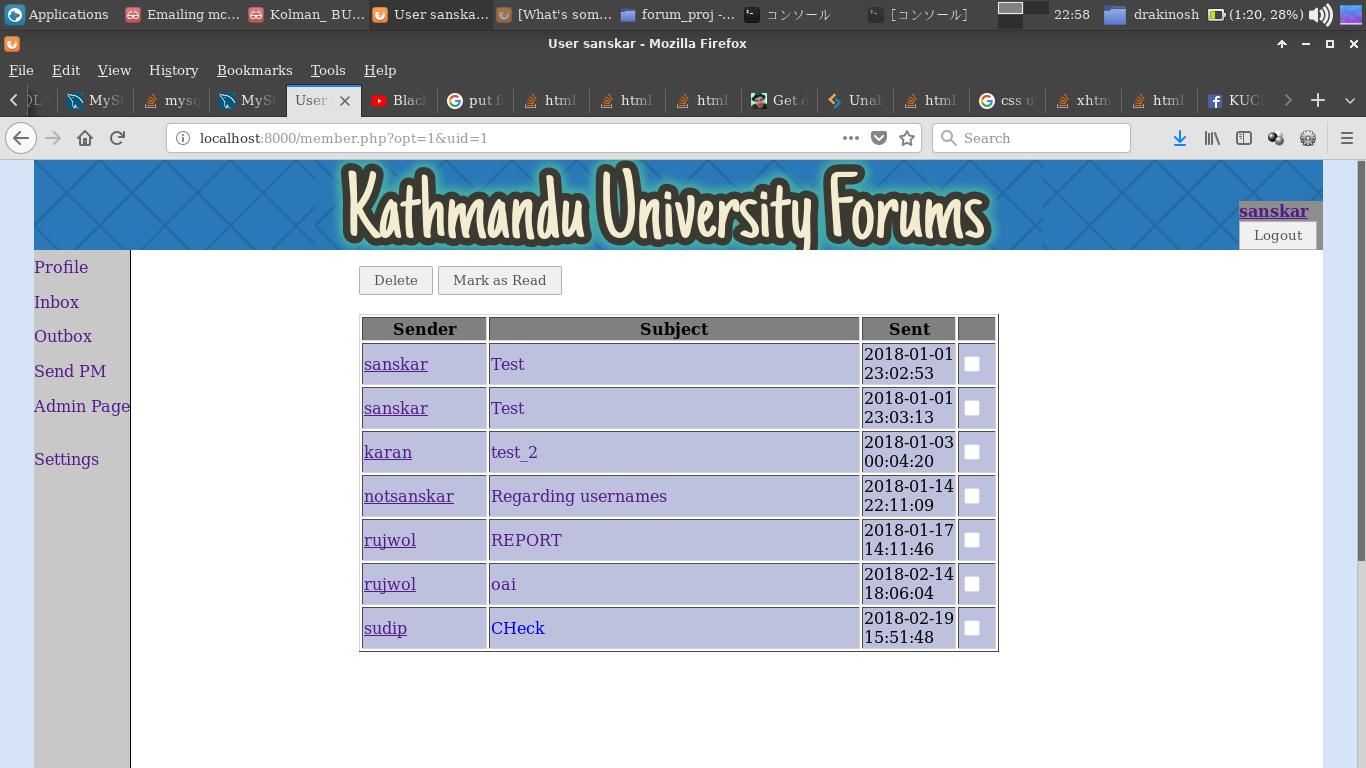 Applications Emailing mc... Kolman_ BU... User sanska... [What's som... forum_proj -... コンソール [コンソール] 22:58 drakinosh (1:20, 28%)
User sanskar - Mozilla Firefox
File Edit View History Bookmarks Tools Help
MyS mysq MyS User Blac put f html html html Get d Unal html css u xhtm html KUC
localhost:8000/member.php?opt=1&uid=1 Search
Kathmandu University Forums
sanskar
Logout
Profile
Inbox
Outbox
Send PM
Admin Page
Settings
Delete Mark as Read
Sender Subject Sent
sanskar Test 2018-01-01 23:02:53
sanskar Test 2018-01-01 23:03:13
karan test_2 2018-01-03 00:04:20
notsanskar Regarding usernames 2018-01-14 22:11:09
rujwol REPORT 2018-01-17 14:11:46
rujwol oai 2018-02-14 18:06:04
sudip CHeck 2018-02-19 15:51:48